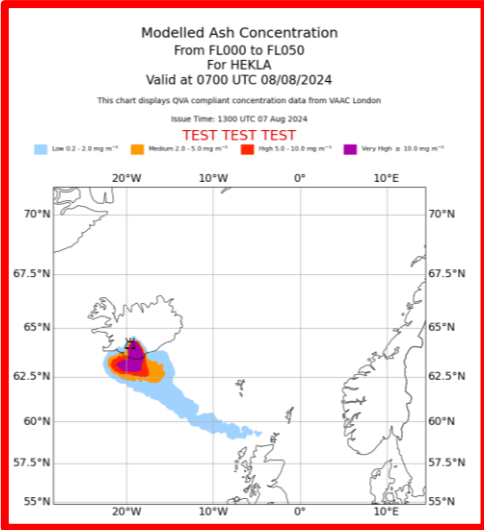 Modelled Ash Concentration
From FL000 to FL050
For HEKLA
Valid at 0700 UTC 08/08/2024
This chart displays QVA compliant concentration data from VAAC London
Issue Time: 1300 UTC 07 Aug 2024
TEST TEST TEST
Low 0.2 - 2.0 mg m⁻³ Medium 2.0 - 5.0 mg m⁻³ High 5.0 - 10.0 mg m⁻³ Very High ≥ 10.0 mg m⁻³
20°W 10°W 0° 10°E
70°N 70°N
67.5°N 67.5°N
65°N 65°N
62.5°N 62.5°N
60°N 60°N
57.5°N 57.5°N
55°N 55°N
20°W 10°W 0° 10°E